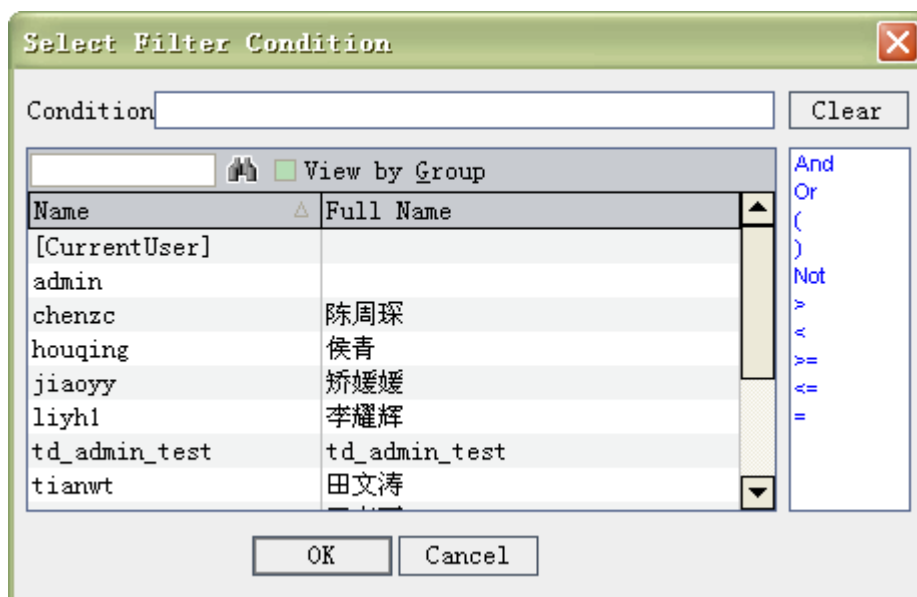 Select Filter Condition
Condition
Clear
View by Group
Name Full Name
[CurrentUser]
admin
chenzc 陈周琛
houqing 侯青
jiaoyy 矫媛媛
liyh1 李耀辉
td_admin_test td_admin_test
tianwt 田文涛
And
Or
(
)
Not
>
<
>=
<=
=
OK Cancel